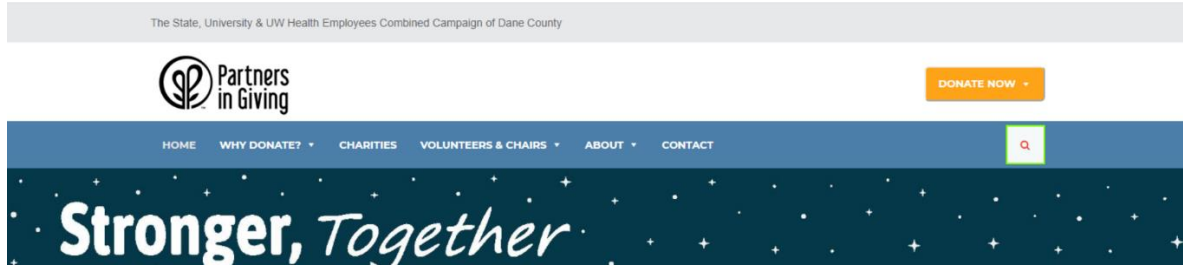 The State, University & UW Health Employees Combined Campaign of Dane County
Partners
in Giving
DONATE NOW
HOME WHY DONATE? CHARITIES VOLUNTEERS & CHAIRS ABOUT CONTACT
Stronger, Together